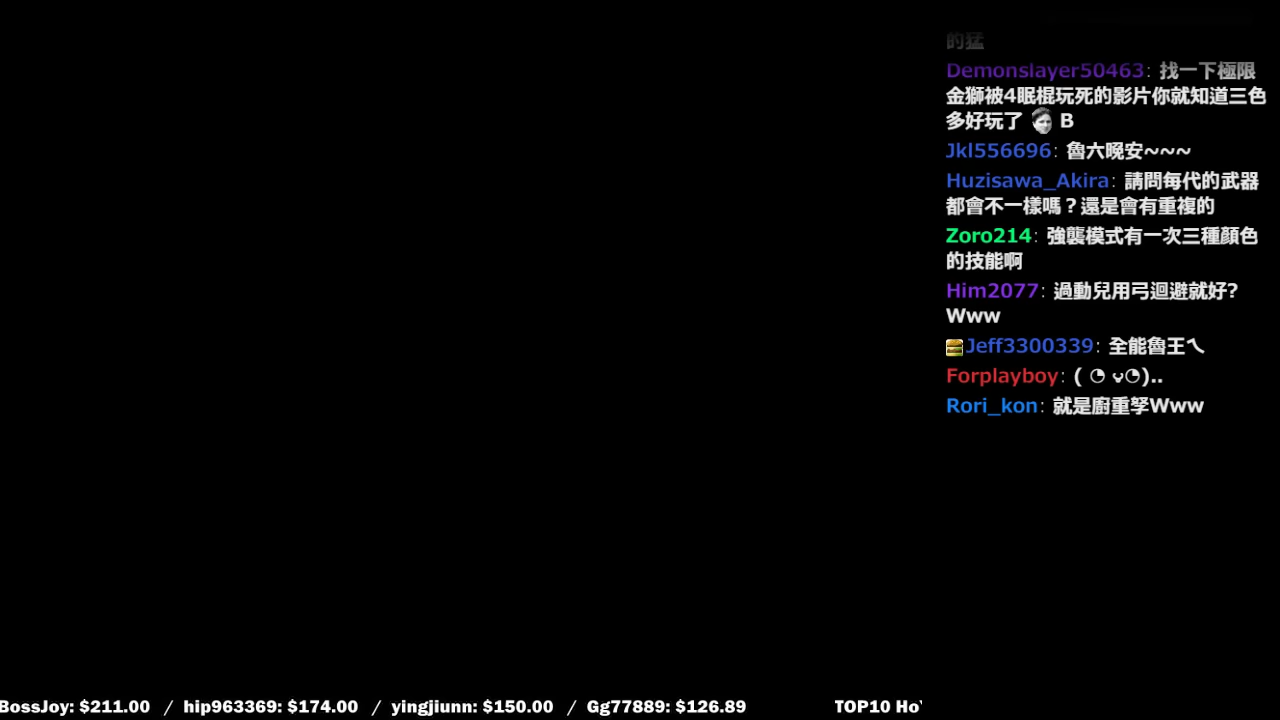 的猛
Demonslayer50463: 找一下極限
金獅被4眠棍玩死的影片你就知道三色
多好玩了 B
Jkl556696: 魯六晚安~~~
Huzisawa_Akira: 請問每代的武器
都會不一樣嗎？還是會有重複的
Zoro214: 強襲模式有一次三種顏色
的技能啊
Him2077: 過動兒用弓迴避就好?
Www
Jeff3300339: 全能魯王ㄟ
Forplayboy: ( ◔ ౪◔)..
Rori_kon: 就是廚重孥Www
BossJoy: $211.00 / hip963369: $174.00 / yingjiunn: $150.00 / Gg77889: $126.89 TOP10